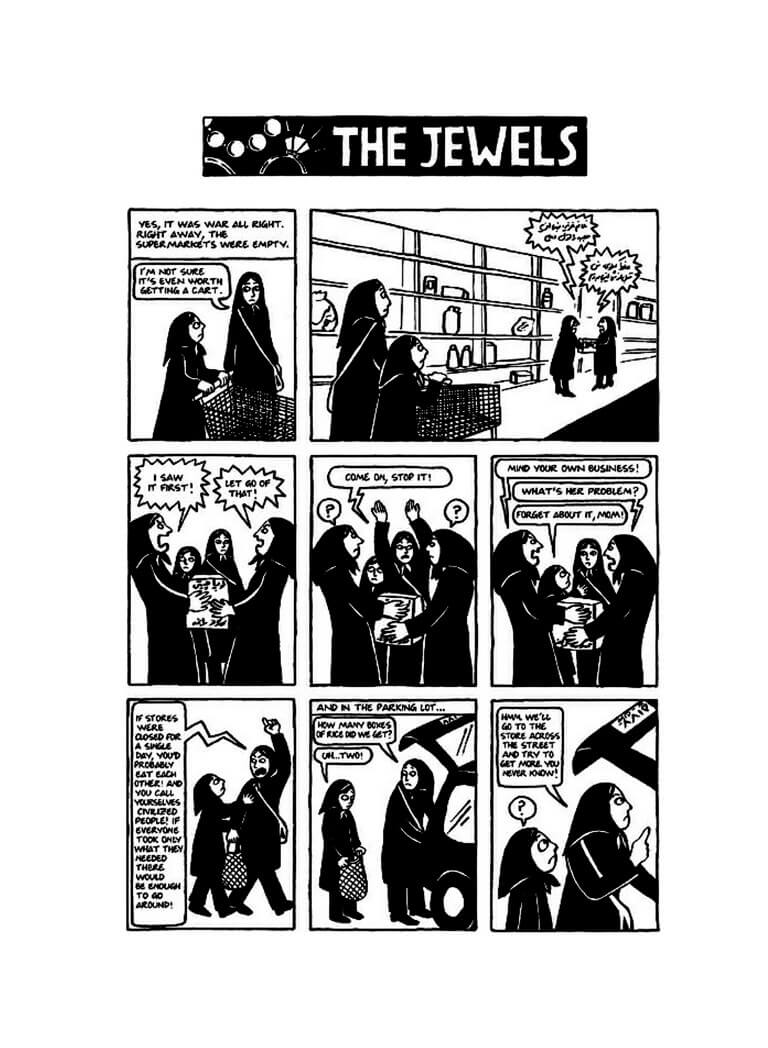 THE JEWELS
YES, IT WAS WAR ALL RIGHT.
RIGHT AWAY, THE
SUPERMARKETS WERE EMPTY.
I'M NOT SURE
IT'S EVEN WORTH
GETTING A CART.
I SAW
IT FIRST!
LET GO OF
THAT!
COME ON, STOP IT!
?
?
MIND YOUR OWN BUSINESS!
WHAT'S HER PROBLEM?
FORGET ABOUT IT, MOM!
IF STORES
WERE
CLOSED FOR
A SINGLE
DAY, YOU'D
PROBABLY
EAT EACH
OTHER! AND
YOU CALL
YOURSELVES
CIVILIZED
PEOPLE! IF
EVERYONE
TOOK ONLY
WHAT THEY
NEEDED
THERE
WOULD
BE ENOUGH
TO GO
AROUND!
AND IN THE PARKING LOT...
HOW MANY BOXES
OF RICE DID WE GET?
UH...TWO!
HMM. WE'LL
GO TO THE
STORE ACROSS
THE STREET
AND TRY TO
GET MORE. YOU
NEVER KNOW!
?